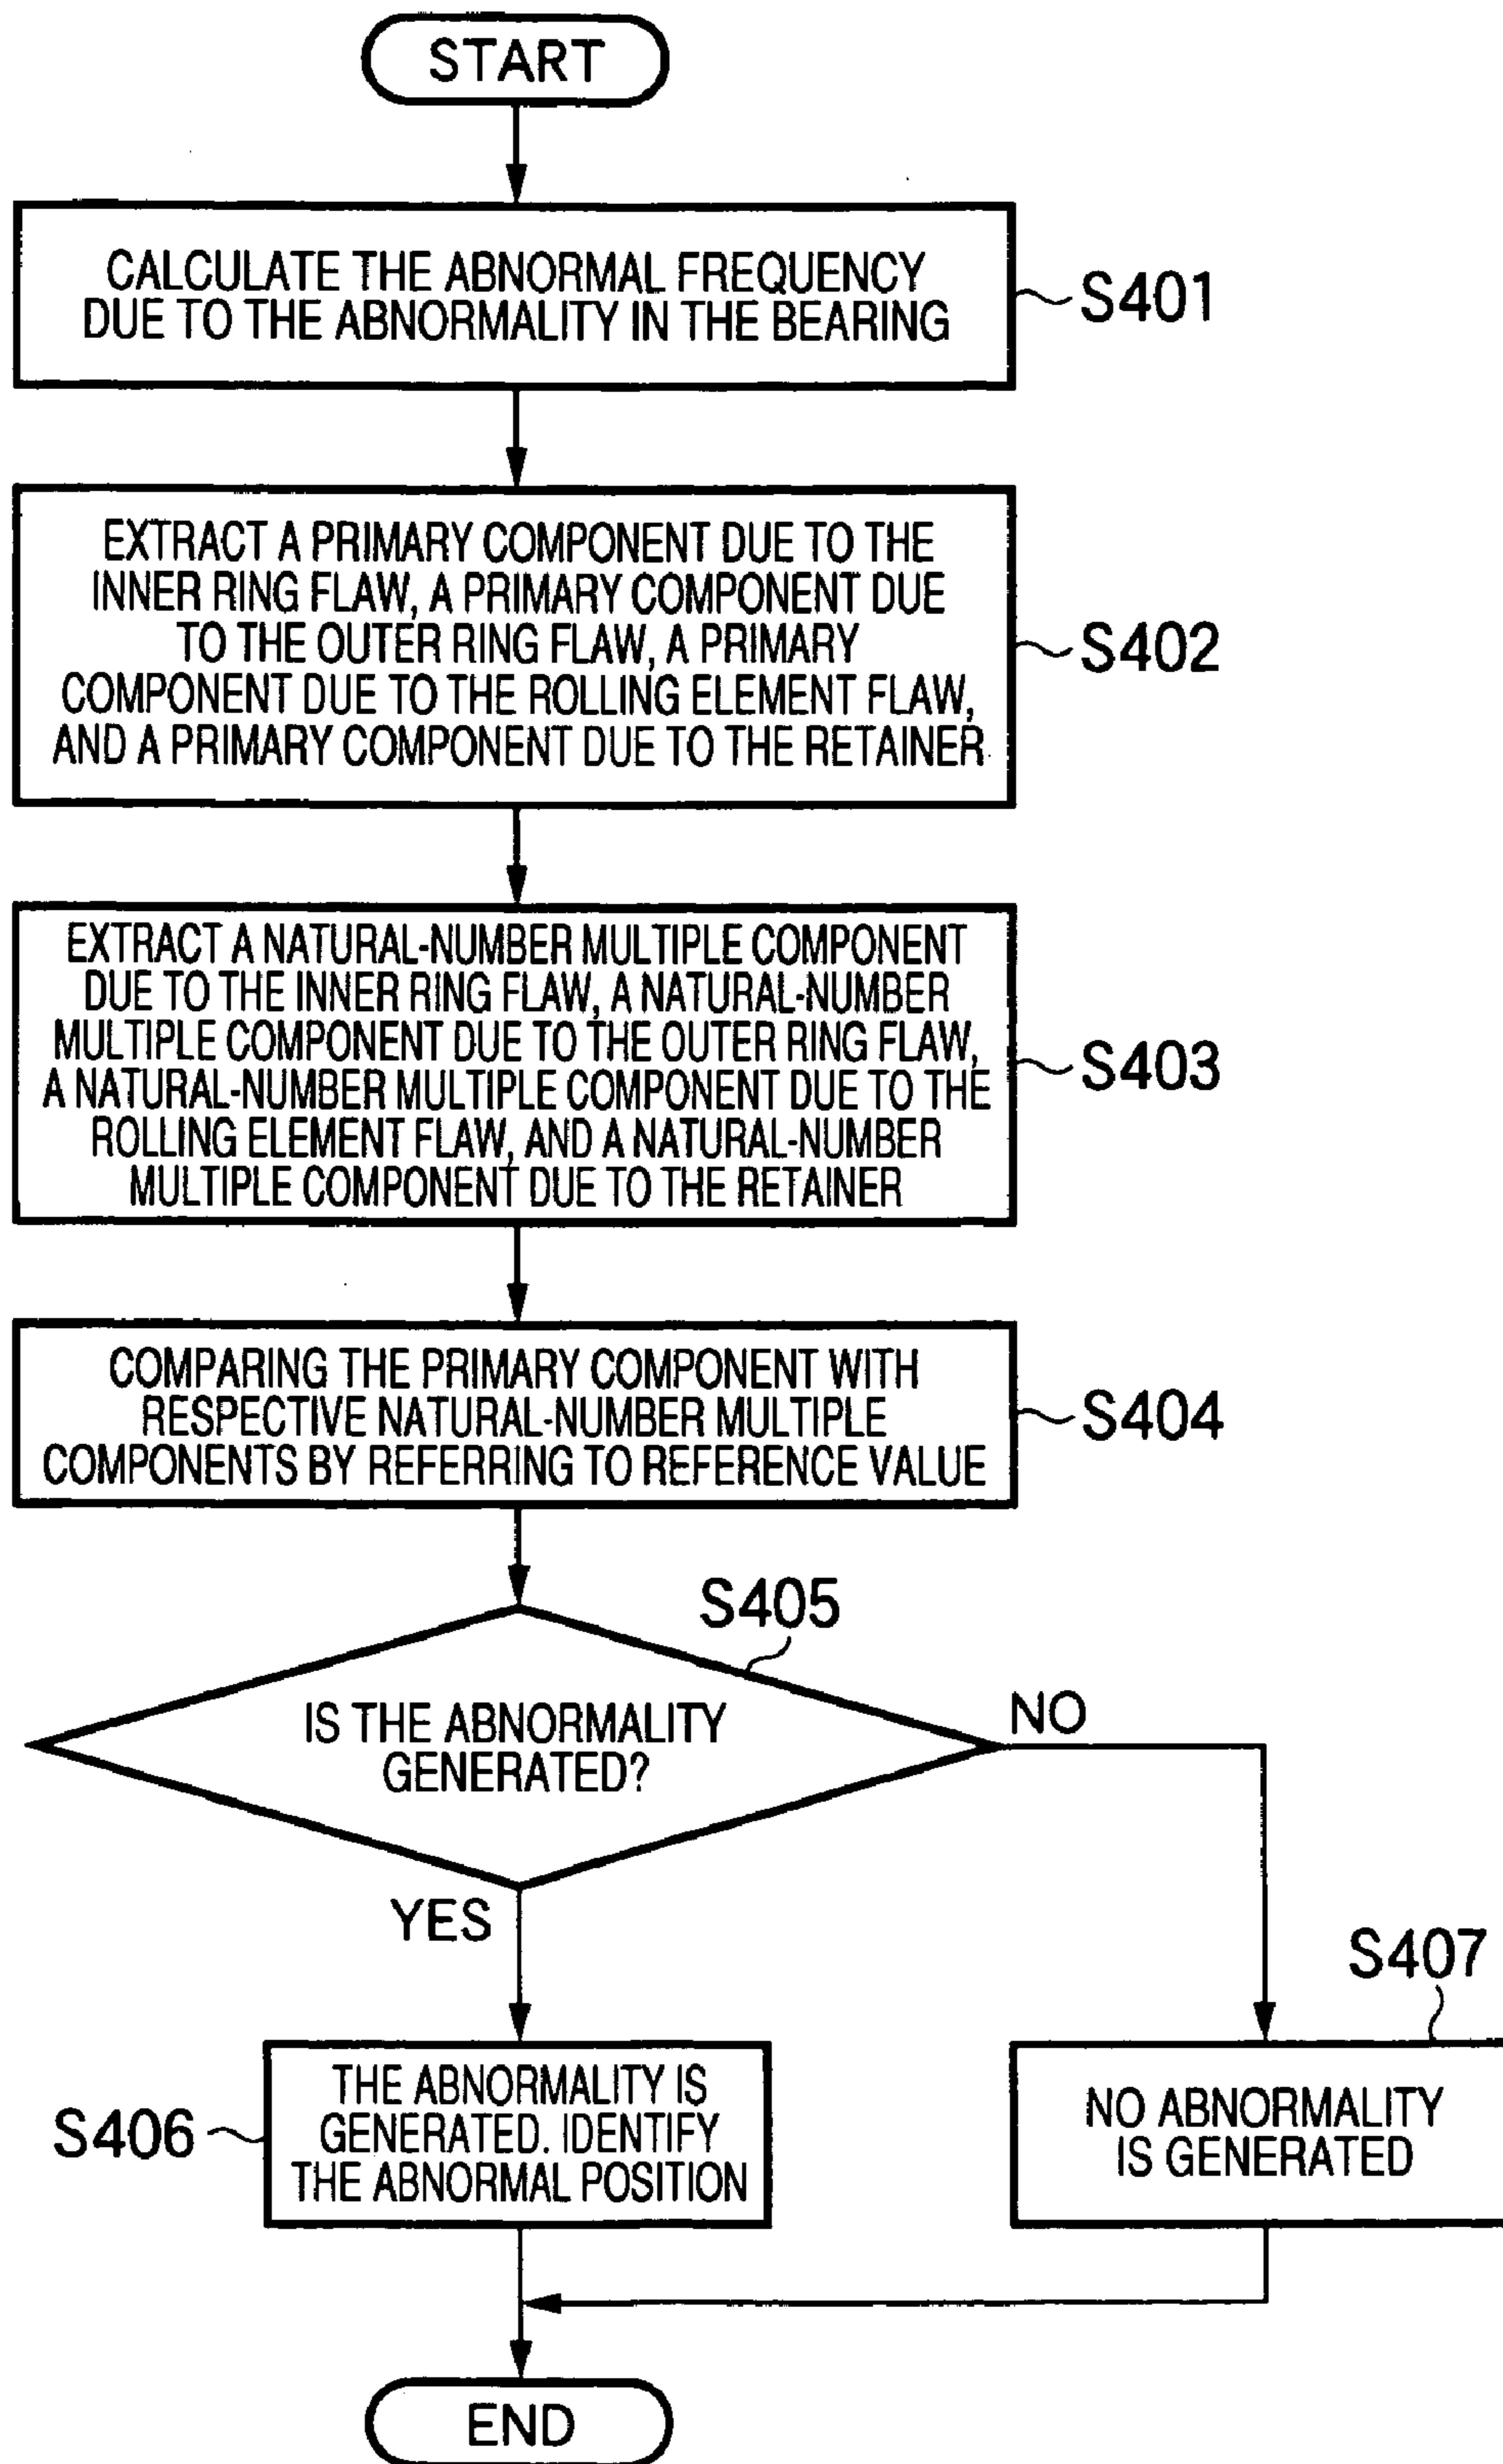 START
CALCULATE THE ABNORMAL FREQUENCY
DUE TO THE ABNORMALITY IN THE BEARING
S401
EXTRACT A PRIMARY COMPONENT DUE TO THE
INNER RING FLAW, A PRIMARY COMPONENT DUE
TO THE OUTER RING FLAW, A PRIMARY
COMPONENT DUE TO THE ROLLING ELEMENT FLAW,
AND A PRIMARY COMPONENT DUE TO THE RETAINER
S402
EXTRACT A NATURAL-NUMBER MULTIPLE COMPONENT
DUE TO THE INNER RING FLAW, A NATURAL-NUMBER
MULTIPLE COMPONENT DUE TO THE OUTER RING FLAW,
A NATURAL-NUMBER MULTIPLE COMPONENT DUE TO THE
ROLLING ELEMENT FLAW, AND A NATURAL-NUMBER
MULTIPLE COMPONENT DUE TO THE RETAINER
S403
COMPARING THE PRIMARY COMPONENT WITH
RESPECTIVE NATURAL-NUMBER MULTIPLE
COMPONENTS BY REFERRING TO REFERENCE VALUE
S404
S405
IS THE ABNORMALITY
GENERATED?
NO
YES
S406
THE ABNORMALITY IS
GENERATED. IDENTIFY
THE ABNORMAL POSITION
S407
NO ABNORMALITY
IS GENERATED
END